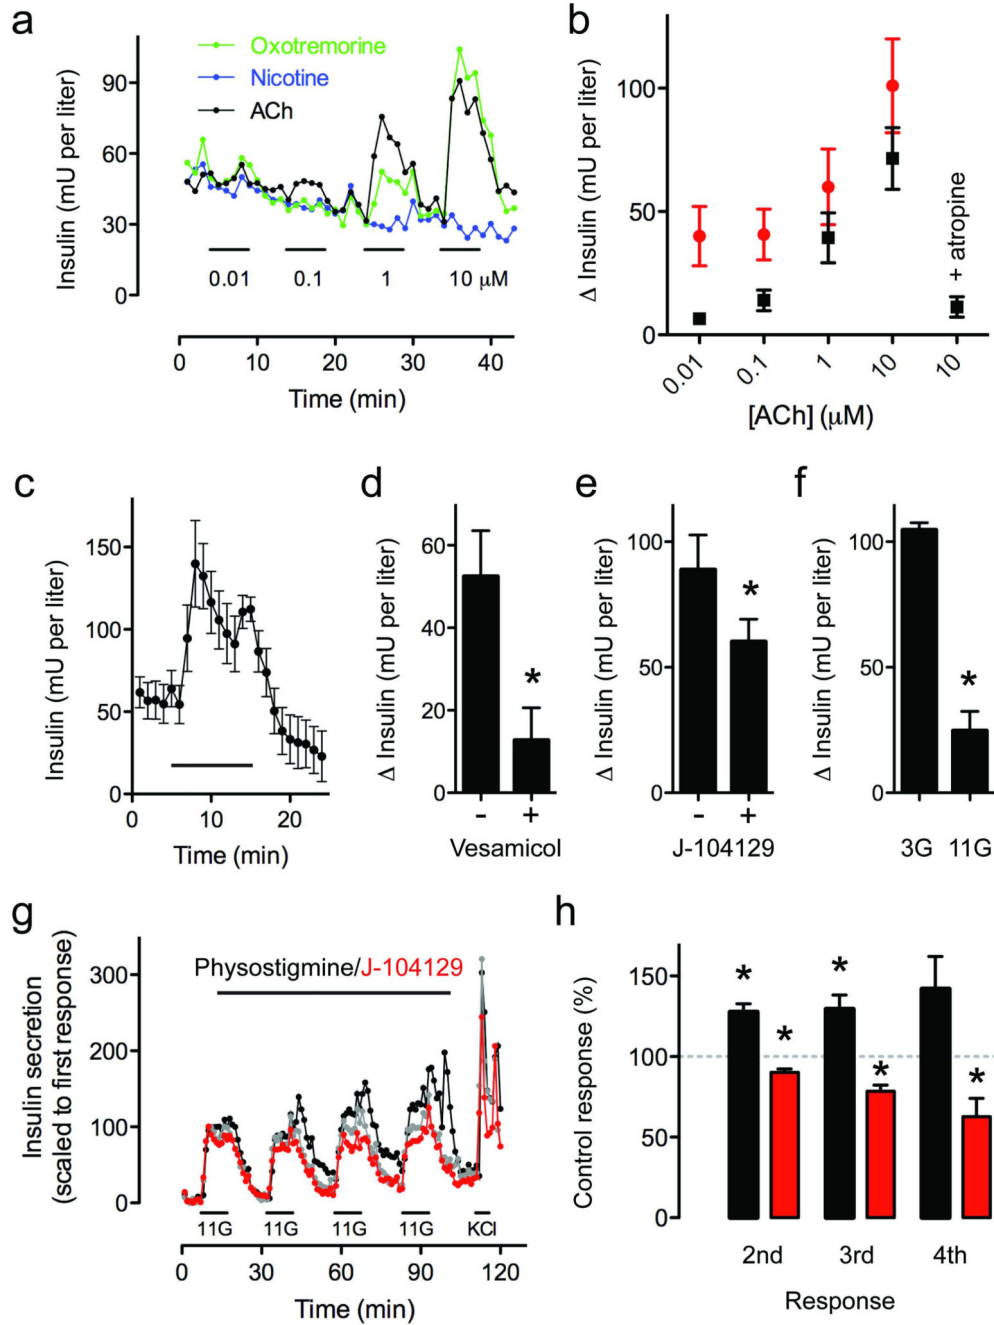 a
Oxotremorine
Nicotine
ACh
Insulin (mU per liter)
90
60
30
0
0.01 0.1 1 10 μM
0 10 20 30 40
Time (min)
b
Δ Insulin (mU per liter)
100
50
0
+ atropine
0.01 0.1 1 10 10
[ACh] (μM)
c
Insulin (mU per liter)
150
100
50
0
0 10 20
Time (min)
d
Δ Insulin (mU per liter)
60
40
20
0
*
- +
Vesamicol
e
Δ Insulin (mU per liter)
100
50
0
*
- +
J-104129
f
Δ Insulin (mU per liter)
100
50
0
*
3G 11G
g
Insulin secretion
(scaled to first response)
300
200
100
0
Physostigmine/J-104129
11G 11G 11G 11G KCl
0 30 60 90 120
Time (min)
h
Control response (%)
150
100
50
0
* * * * *
2nd 3rd 4th
Response